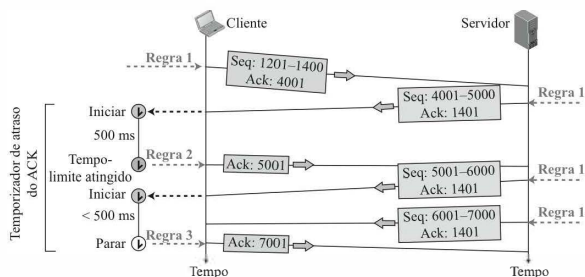 Cliente
Servidor
Regra 1
Seq: 1201–1400
Ack: 4001
Iniciar
Seq: 4001–5000
Ack: 1401
Regra 1
500 ms
Temporizador de atraso
do ACK
Tempo-
limite atingido
Regra 2
Ack: 5001
Seq: 5001–6000
Ack: 1401
Regra 1
Iniciar
< 500 ms
Seq: 6001–7000
Ack: 1401
Regra 1
Parar
Regra 3
Ack: 7001
Tempo
Tempo